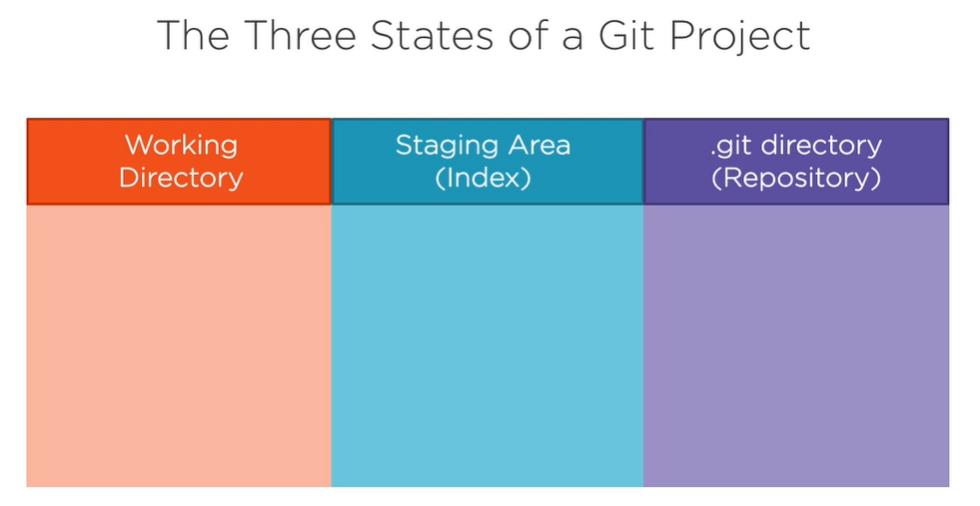 The Three States of a Git Project
Working
Directory
Staging Area
(Index)
.git directory
(Repository)